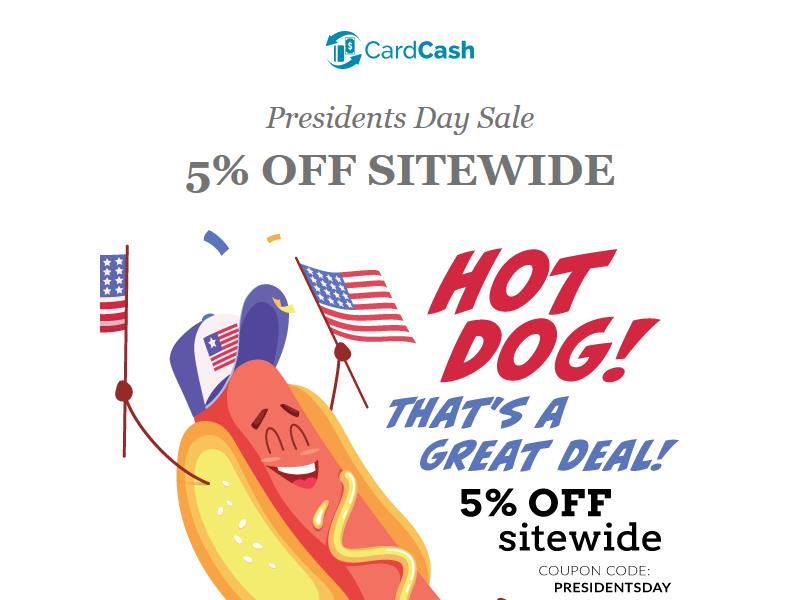 CardCash
Presidents Day Sale
5% OFF SITEWIDE
HOT
DOG!
THAT'S A
GREAT DEAL!
5% OFF
sitewide
COUPON CODE:
PRESIDENTSDAY